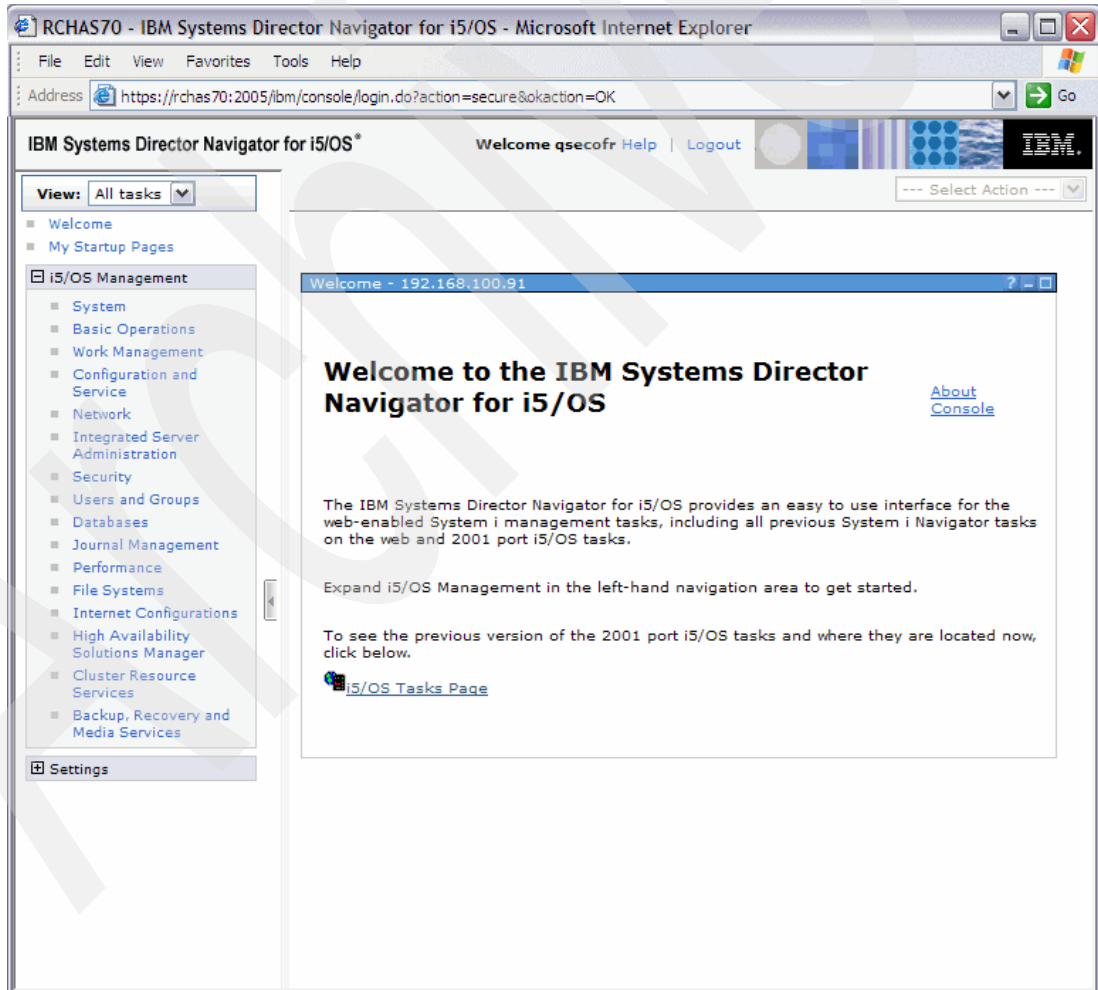 RCHAS70 - IBM Systems Director Navigator for i5/OS - Microsoft Internet Explorer
File Edit View Favorites Tools Help
Address https://rchas70:2005/ibm/console/login.do?action=secure&okaction=OK Go
IBM Systems Director Navigator for i5/OS® Welcome qsecofr Help | Logout IBM.
View: All tasks --- Select Action ---
Welcome
My Startup Pages
i5/OS Management
System
Basic Operations
Work Management
Configuration and
Service
Network
Integrated Server
Administration
Security
Users and Groups
Databases
Journal Management
Performance
File Systems
Internet Configurations
High Availability
Solutions Manager
Cluster Resource
Services
Backup, Recovery and
Media Services
Settings
Welcome - 192.168.100.91 ?
Welcome to the IBM Systems Director
Navigator for i5/OS
About
Console
The IBM Systems Director Navigator for i5/OS provides an easy to use interface for the
web-enabled System i management tasks, including all previous System i Navigator tasks
on the web and 2001 port i5/OS tasks.
Expand i5/OS Management in the left-hand navigation area to get started.
To see the previous version of the 2001 port i5/OS tasks and where they are located now,
click below.
i5/OS Tasks Page